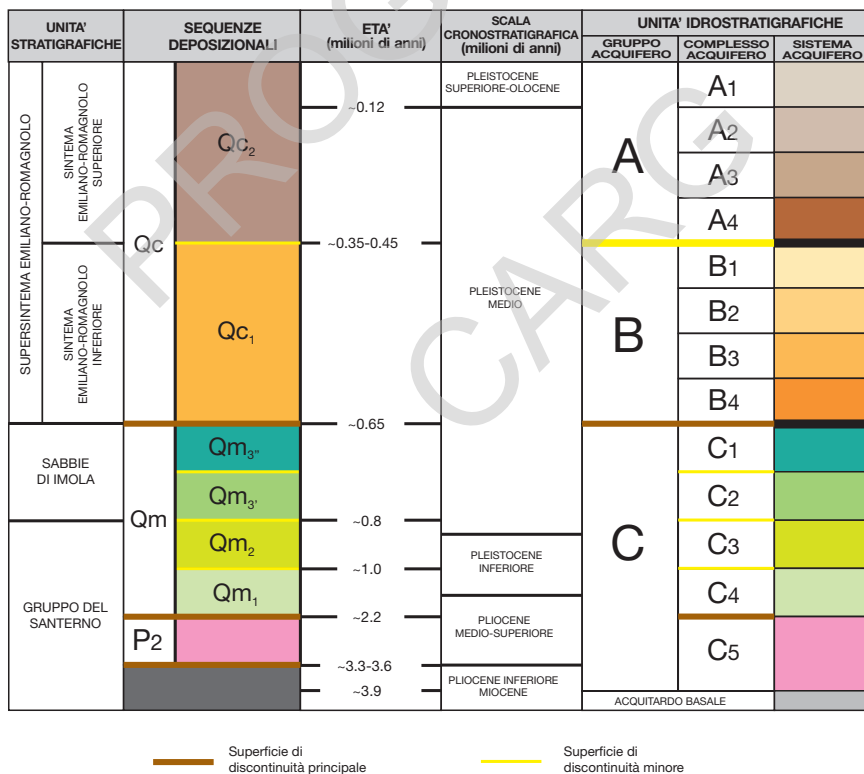 UNITA'
STRATIGRAFICHE
SEQUENZE
DEPOSIZIONALI
ETA'
(milioni di anni)
SCALA
CRONOSTRATIGRAFICA
(milioni di anni)
UNITA' IDROSTRATIGRAFICHE
GRUPPO
ACQUIFERO
COMPLESSO
ACQUIFERO
SISTEMA
ACQUIFERO
SUPERSINTEMA EMILIANO-ROMAGNOLO
SINTEMA
EMILIANO-ROMAGNOLO
SUPERIORE
SINTEMA
EMILIANO-ROMAGNOLO
INFERIORE
SABBIE
DI IMOLA
GRUPPO DEL
SANTERNO
Qc
Qm
P2
Qc2
Qc1
Qm3"
Qm3'
Qm2
Qm1
~0.12
~0.35-0.45
~0.65
~0.8
~1.0
~2.2
~3.3-3.6
~3.9
PLEISTOCENE
SUPERIORE-OLOCENE
PLEISTOCENE
MEDIO
PLEISTOCENE
INFERIORE
PLIOCENE
MEDIO-SUPERIORE
PLIOCENE INFERIORE
MIOCENE
A
B
C
A1
A2
A3
A4
B1
B2
B3
B4
C1
C2
C3
C4
C5
ACQUITARDO BASALE
Superficie di
discontinuità principale
Superficie di
discontinuità minore
PROG
CARG